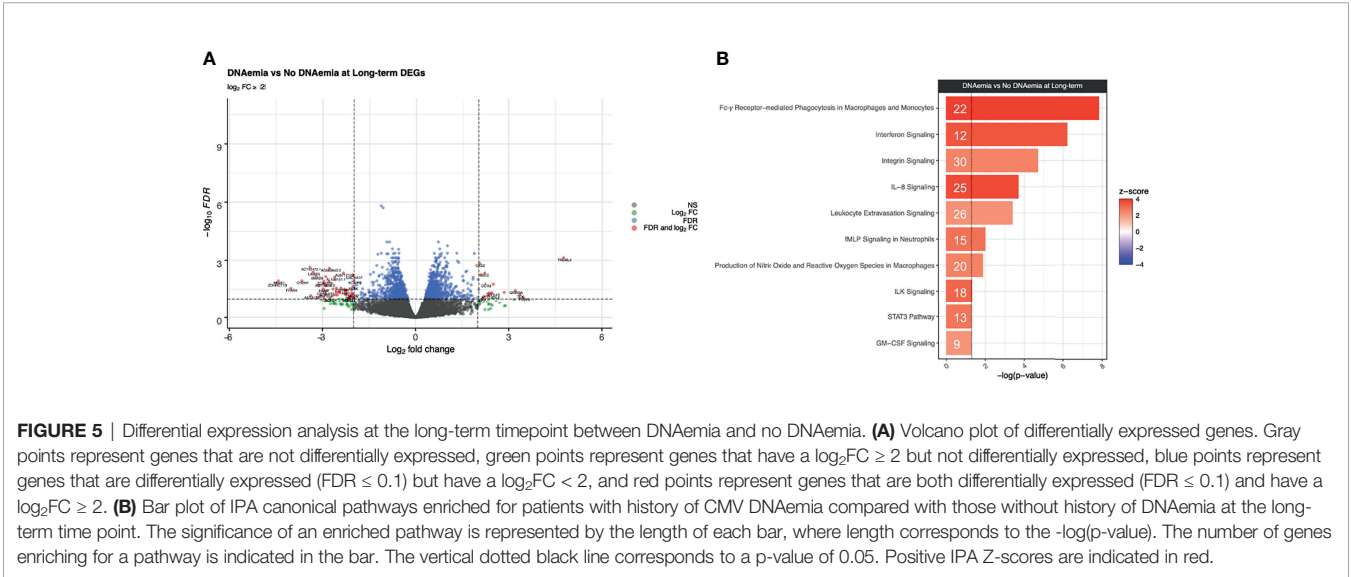 A
DNAemia vs No DNAemia at Long-term DEGs
log₂ FC ≥ |2|
−log₁₀ FDR
9
6
3
0
-6
-3
0
3
6
Log₂ fold change
NS
Log₂ FC
FDR
FDR and log₂ FC
B
DNAemia vs No DNAemia at Long-term
Fc-γ Receptor-mediated Phagocytosis in Macrophages and Monocytes
22
Interferon Signaling
12
Integrin Signaling
30
IL-8 Signaling
25
Leukocyte Extravasation Signaling
26
fMLP Signaling in Neutrophils
15
Production of Nitric Oxide and Reactive Oxygen Species in Macrophages
20
ILK Signaling
18
STAT3 Pathway
13
GM-CSF Signaling
9
0
2
4
6
8
-log(p-value)
z-score
4
2
0
-2
-4
FIGURE 5 | Differential expression analysis at the long-term timepoint between DNAemia and no DNAemia. (A) Volcano plot of differentially expressed genes. Gray
points represent genes that are not differentially expressed, green points represent genes that have a log₂FC ≥ 2 but not differentially expressed, blue points represent
genes that are differentially expressed (FDR ≤ 0.1) but have a log₂FC < 2, and red points represent genes that are both differentially expressed (FDR ≤ 0.1) and have a
log₂FC ≥ 2. (B) Bar plot of IPA canonical pathways enriched for patients with history of CMV DNAemia compared with those without history of DNAemia at the long-
term time point. The significance of an enriched pathway is represented by the length of each bar, where length corresponds to the -log(p-value). The number of genes
enriching for a pathway is indicated in the bar. The vertical dotted black line corresponds to a p-value of 0.05. Positive IPA Z-scores are indicated in red.